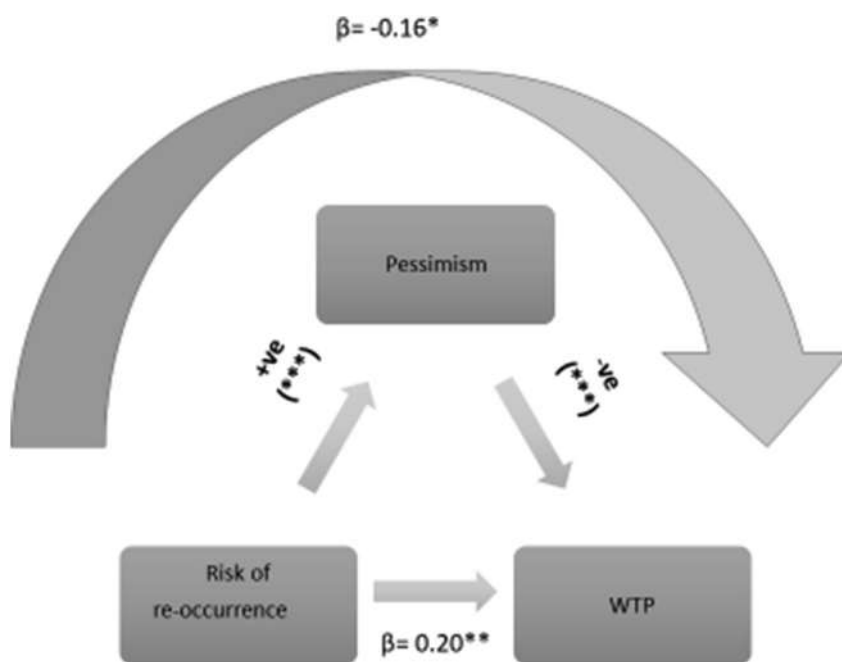 β= -0.16*
Pessimism
+ve
(***)
-ve
(***)
Risk of
re-occurrence
WTP
β= 0.20**